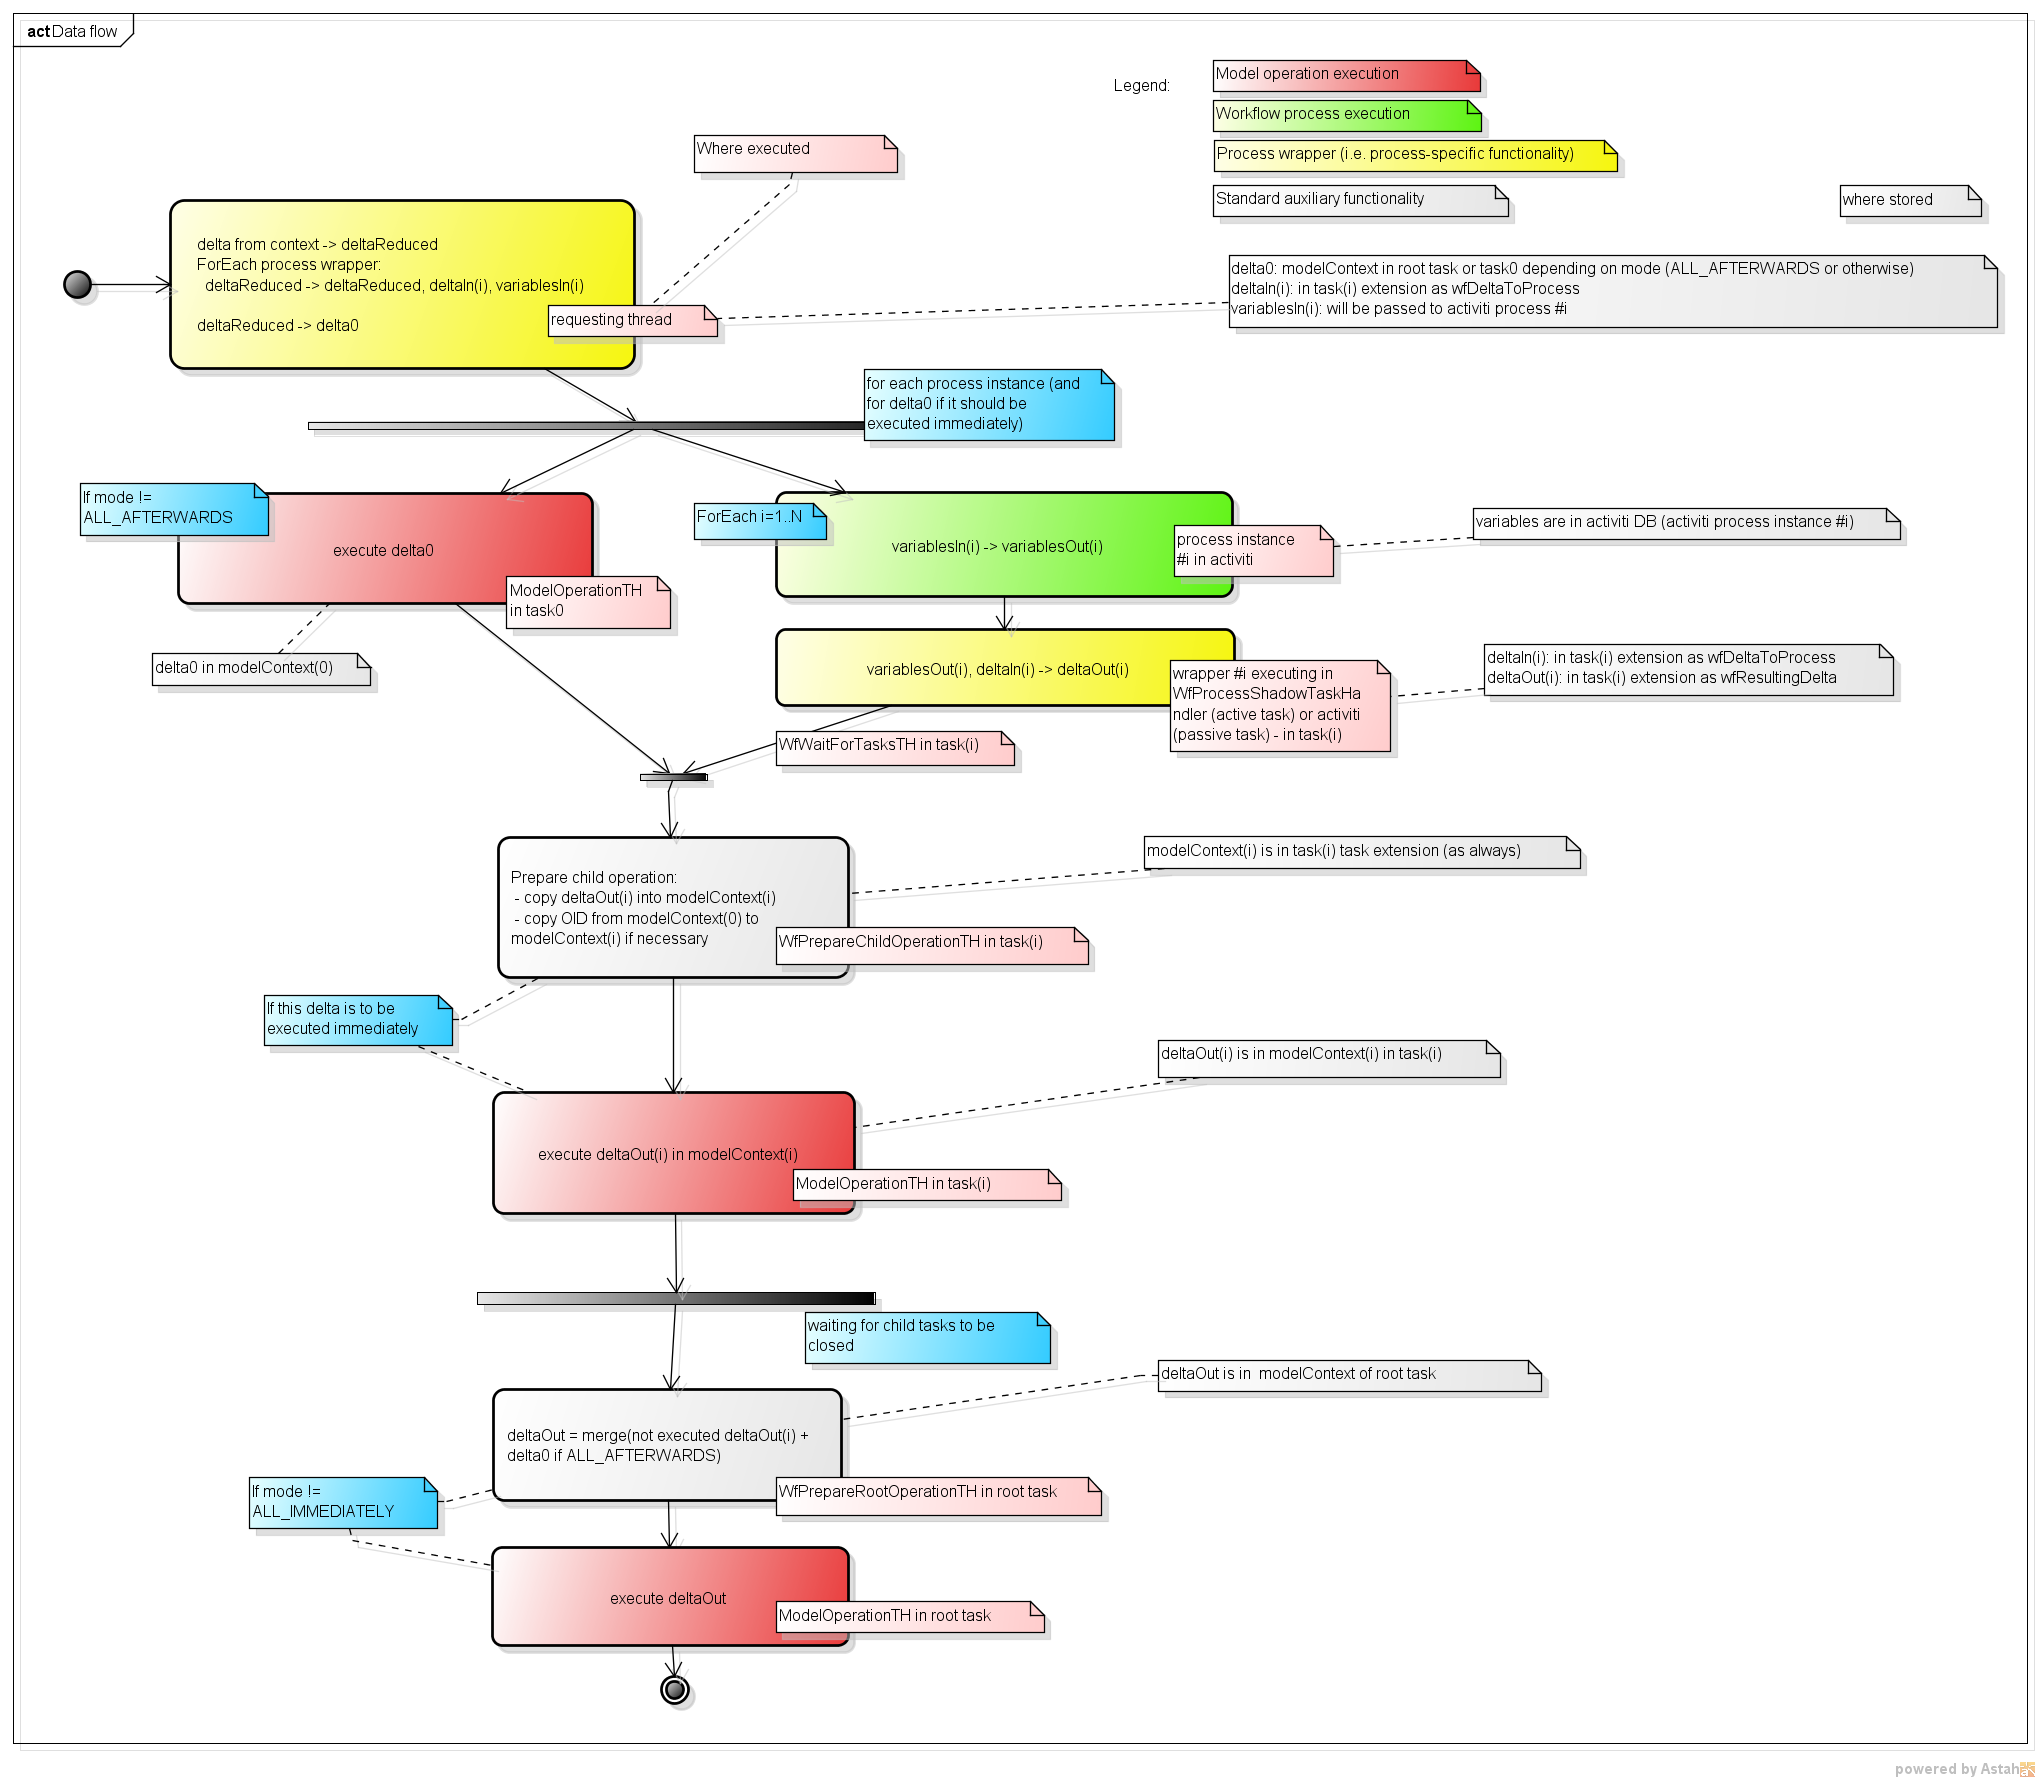 act Data flow
Legend:
Model operation execution
Workflow process execution
Process wrapper (i.e. process-specific functionality)
Standard auxiliary functionality
where stored
Where executed
delta from context -> deltaReduced
ForEach process wrapper:
deltaReduced -> deltaReduced, deltaIn(i), variablesIn(i)
deltaReduced -> delta0
requesting thread
delta0: modelContext in root task or task0 depending on mode (ALL_AFTERWARDS or otherwise)
deltaIn(i): in task(i) extension as wfDeltaToProcess
variablesIn(i): will be passed to activiti process #i
for each process instance (and
for delta0 if it should be
executed immediately)
If mode !=
ALL_AFTERWARDS
execute delta0
ModelOperationTH
in task0
delta0 in modelContext(0)
ForEach i=1..N
variablesIn(i) -> variablesOut(i)
process instance
#i in activiti
variables are in activiti DB (activiti process instance #i)
variablesOut(i), deltaIn(i) -> deltaOut(i)
wrapper #i executing in
WfProcessShadowTaskHa
ndler (active task) or activiti
(passive task) - in task(i)
deltaIn(i): in task(i) extension as wfDeltaToProcess
deltaOut(i): in task(i) extension as wfResultingDelta
WfWaitForTasksTH in task(i)
Prepare child operation:
- copy deltaOut(i) into modelContext(i)
- copy OID from modelContext(0) to
modelContext(i) if necessary
modelContext(i) is in task(i) task extension (as always)
WfPrepareChildOperationTH in task(i)
If this delta is to be
executed immediately
deltaOut(i) is in modelContext(i) in task(i)
execute deltaOut(i) in modelContext(i)
ModelOperationTH in task(i)
waiting for child tasks to be
closed
deltaOut is in  modelContext of root task
deltaOut = merge(not executed deltaOut(i) +
delta0 if ALL_AFTERWARDS)
WfPrepareRootOperationTH in root task
If mode !=
ALL_IMMEDIATELY
execute deltaOut
ModelOperationTH in root task
powered by Astah